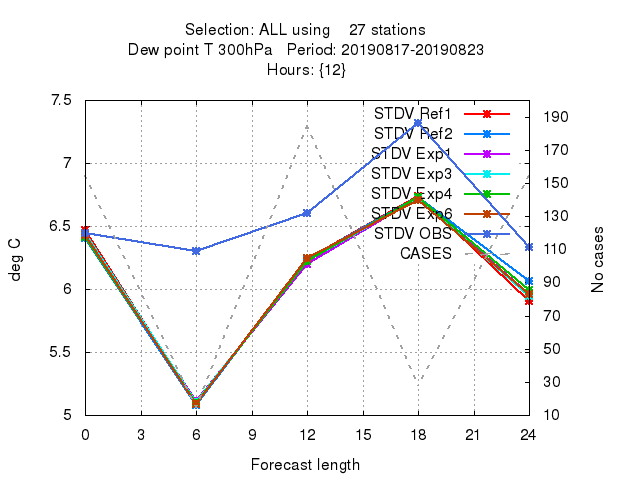 Selection: ALL using 27 stations
Dew point T 300hPa Period: 20190817-20190823
Hours: {12}
7.5
7
6.5
6
5.5
5
deg C
190
170
150
130
110
90
70
50
30
10
No cases
STDV Ref1
STDV Ref2
STDV Exp1
STDV Exp3
STDV Exp4
STDV Exp6
STDV OBS
CASES
0 3 6 9 12 15 18 21 24
Forecast length